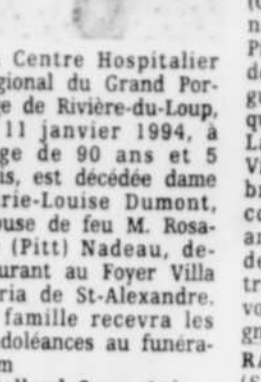 Centre Hospitalier
gional du Grand Por-
ge de Rivière-du-Loup,
11 janvier 1994, à
ge de 90 ans et 5
is, est décédée dame
rie-Louise Dumont,
ouse de feu M. Rosa-
(Pitt) Nadeau, de-
urant au Foyer Villa
ria de St-Alexandre.
famille recevra les
doléances au funéra-
m